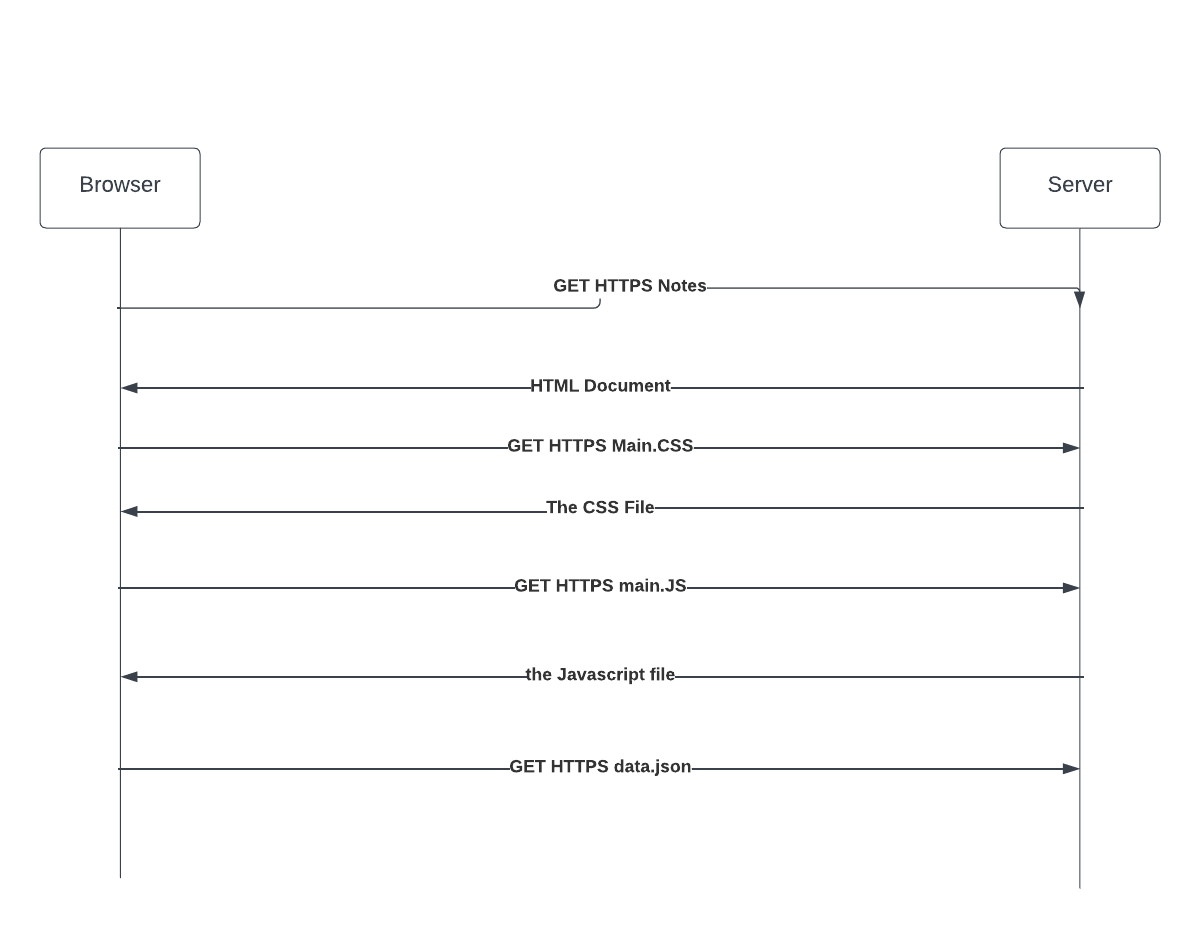 Browser
Server
GET HTTPS Notes
HTML Document
GET HTTPS Main.CSS
The CSS File
GET HTTPS main.JS
the Javascript file
GET HTTPS data.json